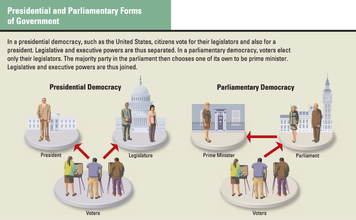 Presidential and Parliamentary Forms
of Government
In a presidential democracy, such as the United States, citizens vote for their legislators and also for a
president. Legislative and executive powers are thus separated. In a parliamentary democracy, voters elect
only their legislators. The majority party in the parliament then chooses one of its own to be prime minister.
Legislative and executive powers are thus joined.
Presidential Democracy
Parliamentary Democracy
President
Legislature
Prime Minister
Parliament
Voters
Voters